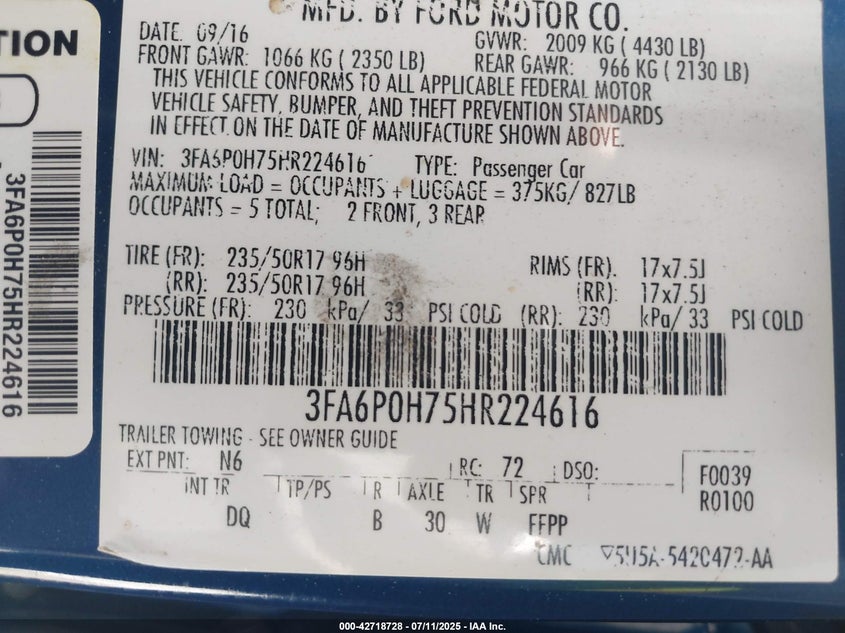 TION
3FA6P0H75HR224616
MFD. BY FORD MOTOR CO.
DATE. 09/16 GVWR: 2009 KG ( 4430 LB)
FRONT GAWR: 1066 KG ( 2350 LB) REAR GAWR: 966 KG ( 2130 LB)
THIS VEHICLE CONFORMS TO ALL APPLICABLE FEDERAL MOTOR
VEHICLE SAFETY, BUMPER, AND THEFT PREVENTION STANDARDS
IN EFFECT ON THE DATE OF MANUFACTURE SHOWN ABOVE.
VIN: 3FA6P0H75HR224616 TYPE: Passenger Car
MAXIMUM LOAD = OCCUPANTS + LUGGAGE = 375KG/ 827LB
OCCUPANTS = 5 TOTAL; 2 FRONT, 3 REAR
TIRE (FR): 235/50R17 96H RIMS (FR). 17x7.5J
(RR): 235/50R17 96H (RR): 17x7.5J
PRESSURE (FR): 230 kPa/ 33 PSI COLD (RR): 230 kPa/ 33 PSI COLD
3FA6P0H75HR224616
TRAILER TOWING - SEE OWNER GUIDE
EXT PNT: N6 RC: 72 DSO: F0039
INT TR TP/PS R AXLE TR SPR R0100
DQ B 30 W FFPP
CMC 5420472-AA
000-42718728 - 07/11/2025 - IAA Inc.